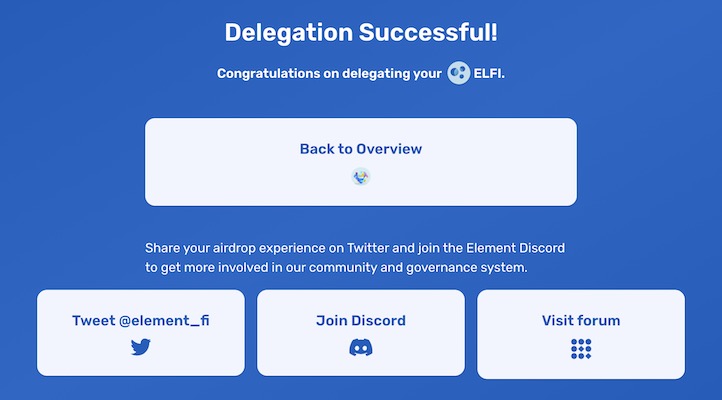 Delegation Successful!
Congratulations on delegating your ELFI.
Back to Overview
Share your airdrop experience on Twitter and join the Element Discord
to get more involved in our community and governance system.
Tweet @element_fi
Join Discord
Visit forum